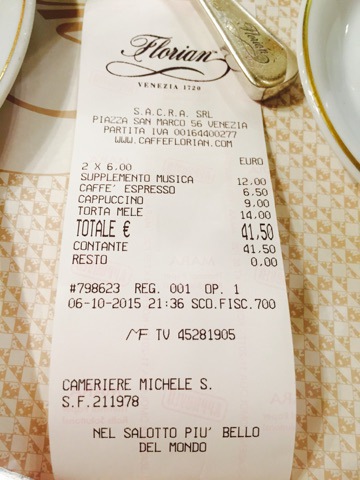 Florian
VENEZIA 1720
S.A.C.R.A. SRL
PIAZZA SAN MARCO 56 VENEZIA
PARTITA IVA 00164400277
WWW.CAFFEFLORIAN.COM
EURO
2 X 6,00
SUPPLEMENTO MUSICA 12,00
CAFFE' ESPRESSO 6,50
CAPPUCCINO 9,00
TORTA MELE 14,00
TOTALE € 41,50
CONTANTE 41,50
RESTO 0,00
#798623 REG. 001 OP. 1
06-10-2015 21:36 SCO.FISC.700
MF TV 45281905
CAMERIERE MICHELE S.
S.F.211978
NEL SALOTTO PIU' BELLO
DEL MONDO
Florian